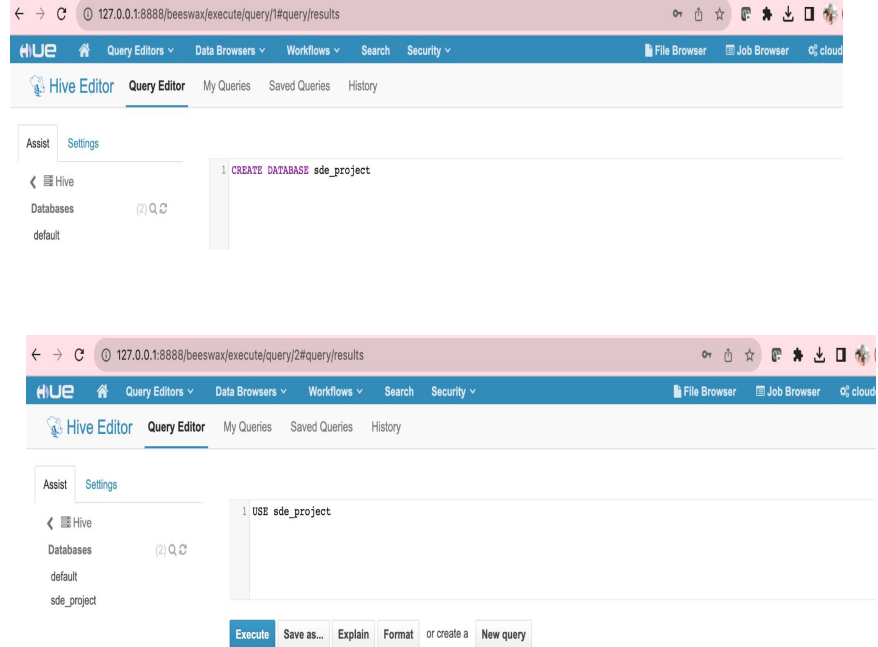 127.0.0.1:8888/beeswax/execute/query/1#query/results
HUE Query Editors Data Browsers Workflows Search Security File Browser Job Browser cloud
Hive Editor Query Editor My Queries Saved Queries History
Assist Settings
1 CREATE DATABASE sde_project
Hive
Databases (2)
default
127.0.0.1:8888/beeswax/execute/query/2#query/results
HUE Query Editors Data Browsers Workflows Search Security File Browser Job Browser cloud
Hive Editor Query Editor My Queries Saved Queries History
Assist Settings
1 USE sde_project
Hive
Databases (2)
default
sde_project
Execute Save as... Explain Format or create a New query